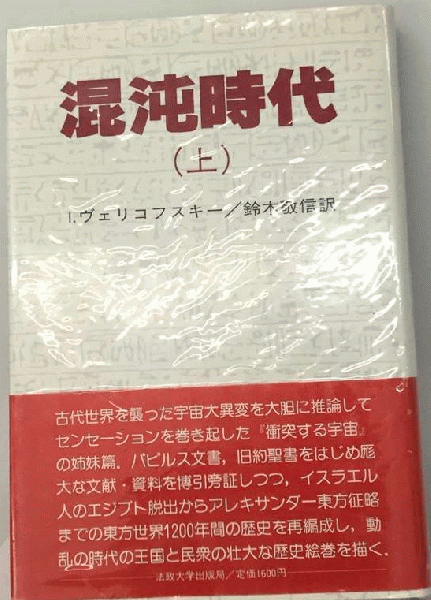 混沌時代
(上)
I.ヴェリコフスキー/鈴木敬信訳
古代世界を襲った宇宙大異変を大胆に推論して
センセーションを巻き起した『衝突する宇宙』
の姉妹篇.パピルス文書,旧約聖書をはじめ厖
大な文献・資料を博引旁証しつつ,イスラエル
人のエジプト脱出からアレキサンダー東方征略
までの東方世界1200年間の歴史を再編成し,動
乱の時代の王国と民衆の壮大な歴史絵巻を描く.
法政大学出版局/定価1600円